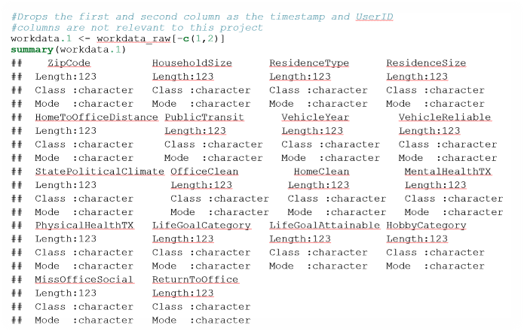 #Drops the first and second column as the timestamp and UserID
#columns are not relevant to this project
workdata.1 <- workdata_raw[-c(1,2)]
summary(workdata.1)
##    ZipCode          HouseholdSize      ResidenceType      ResidenceSize
##  Length:123         Length:123         Length:123         Length:123
##  Class :character   Class :character   Class :character   Class :character
##  Mode  :character   Mode  :character   Mode  :character   Mode  :character
##  HomeToOfficeDistance PublicTransit      VehicleYear        VehicleReliable
##  Length:123           Length:123         Length:123         Length:123
##  Class :character     Class :character   Class :character   Class :character
##  Mode  :character     Mode  :character   Mode  :character   Mode  :character
##  StatePoliticalClimate OfficeClean        HomeClean          MentalHealthTX
##  Length:123            Length:123         Length:123         Length:123
##  Class :character      Class :character   Class :character   Class :character
##  Mode  :character      Mode  :character   Mode  :character   Mode  :character
##  PhysicalHealthTX   LifeGoalCategory   LifeGoalAttainable HobbyCategory
##  Length:123         Length:123         Length:123         Length:123
##  Class :character   Class :character   Class :character   Class :character
##  Mode  :character   Mode  :character   Mode  :character   Mode  :character
##  MissOfficeSocial   ReturnToOffice
##  Length:123         Length:123
##  Class :character   Class :character
##  Mode  :character   Mode  :character